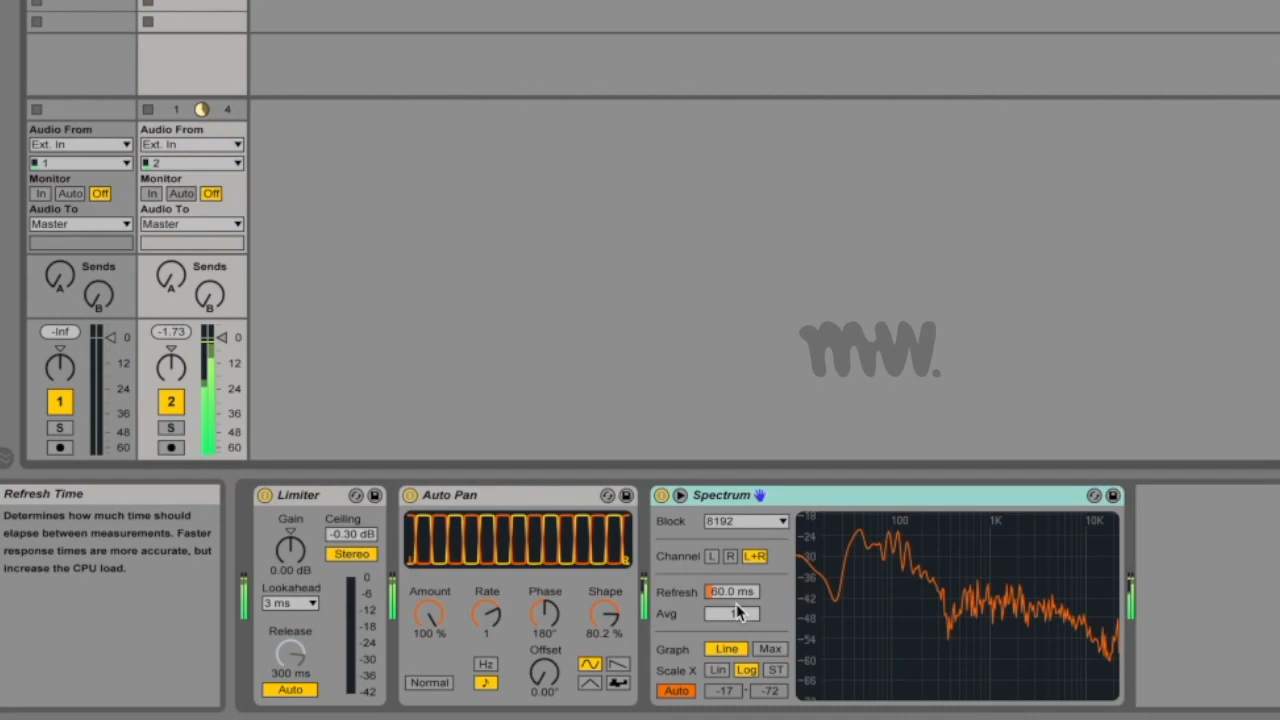 1 4
Audio From Audio From
Ext. In Ext. In
1 2
Monitor Monitor
In Auto Off In Auto Off
Audio To Audio To
Master Master
Sends Sends
A A
B B
-Inf -1.73
0 0
12 12
24 24
36 36
48 48
60 60
1 2
S S
mw.
Refresh Time
Determines how much time should
elapse between measurements. Faster
response times are more accurate, but
increase the CPU load.
Limiter
Gain
0.00 dB
Ceiling
-0.30 dB
Stereo
Lookahead
3 ms
Release
300 ms
Auto
0
-6
-12
-18
-24
-30
-36
-42
Auto Pan
L R
Amount Rate Phase Shape
100 % 1 180° 80.2 %
Offset
0.00°
Hz
Normal
Spectrum
Block 8192
Channel L R L+R
Refresh 60.0 ms
Avg
Graph Line Max
Scale X Lin Log ST
Auto -17 - -72
100 1K 10K
-18
-24
-30
-36
-42
-48
-54
-60
-66
-72